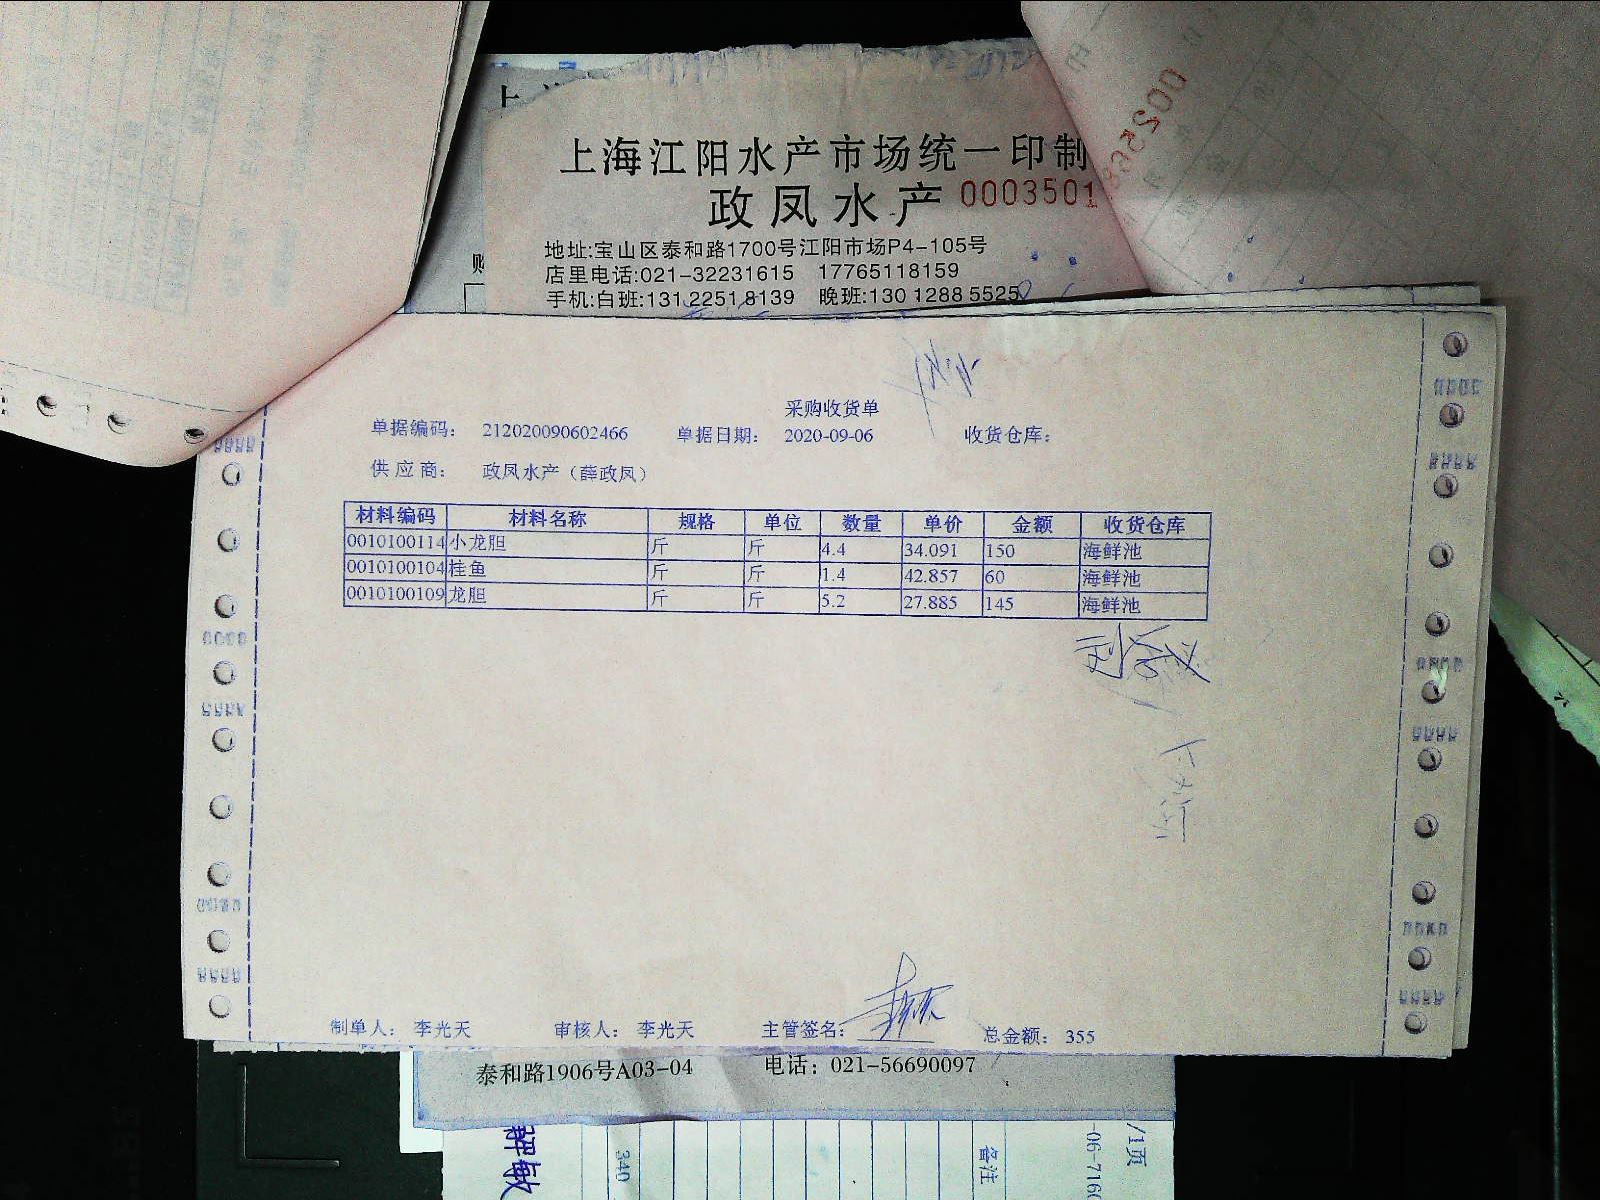 上海江阳水产市场统一印制
政凤水产 0003501
地址:宝山区泰和路1700号江阳市场P4-105号
店里电话:021-32231615 17765118159
手机:白班:13122518139 晚班:13012885525
采购收货单
单据编码: 212020090602466 单据日期: 2020-09-06 收货仓库:
供应商: 政凤水产（薛政凤）
材料编码 材料名称 规格 单位 数量 单价 金额 收货仓库
0010100114 小龙胆 斤 斤 4.4 34.091 150 海鲜池
0010100104 桂鱼 斤 斤 1.4 42.857 60 海鲜池
0010100109 龙胆 斤 斤 5.2 27.885 145 海鲜池
制单人: 李光天 审核人: 李光天 主管签名: 总金额: 355
泰和路1906号A03-04 电话: 021-56690097
340 备注 -06-716 /1页